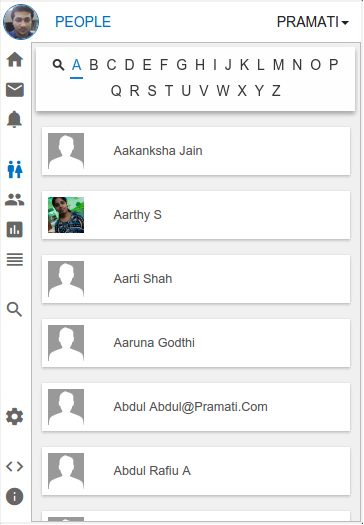 PEOPLE PRAMATI
A B C D E F G H I J K L M N O P
Q R S T U V W X Y Z
Aakanksha Jain
Aarthy S
Aarti Shah
Aaruna Godthi
Abdul Abdul@Pramati.Com
Abdul Rafiu A